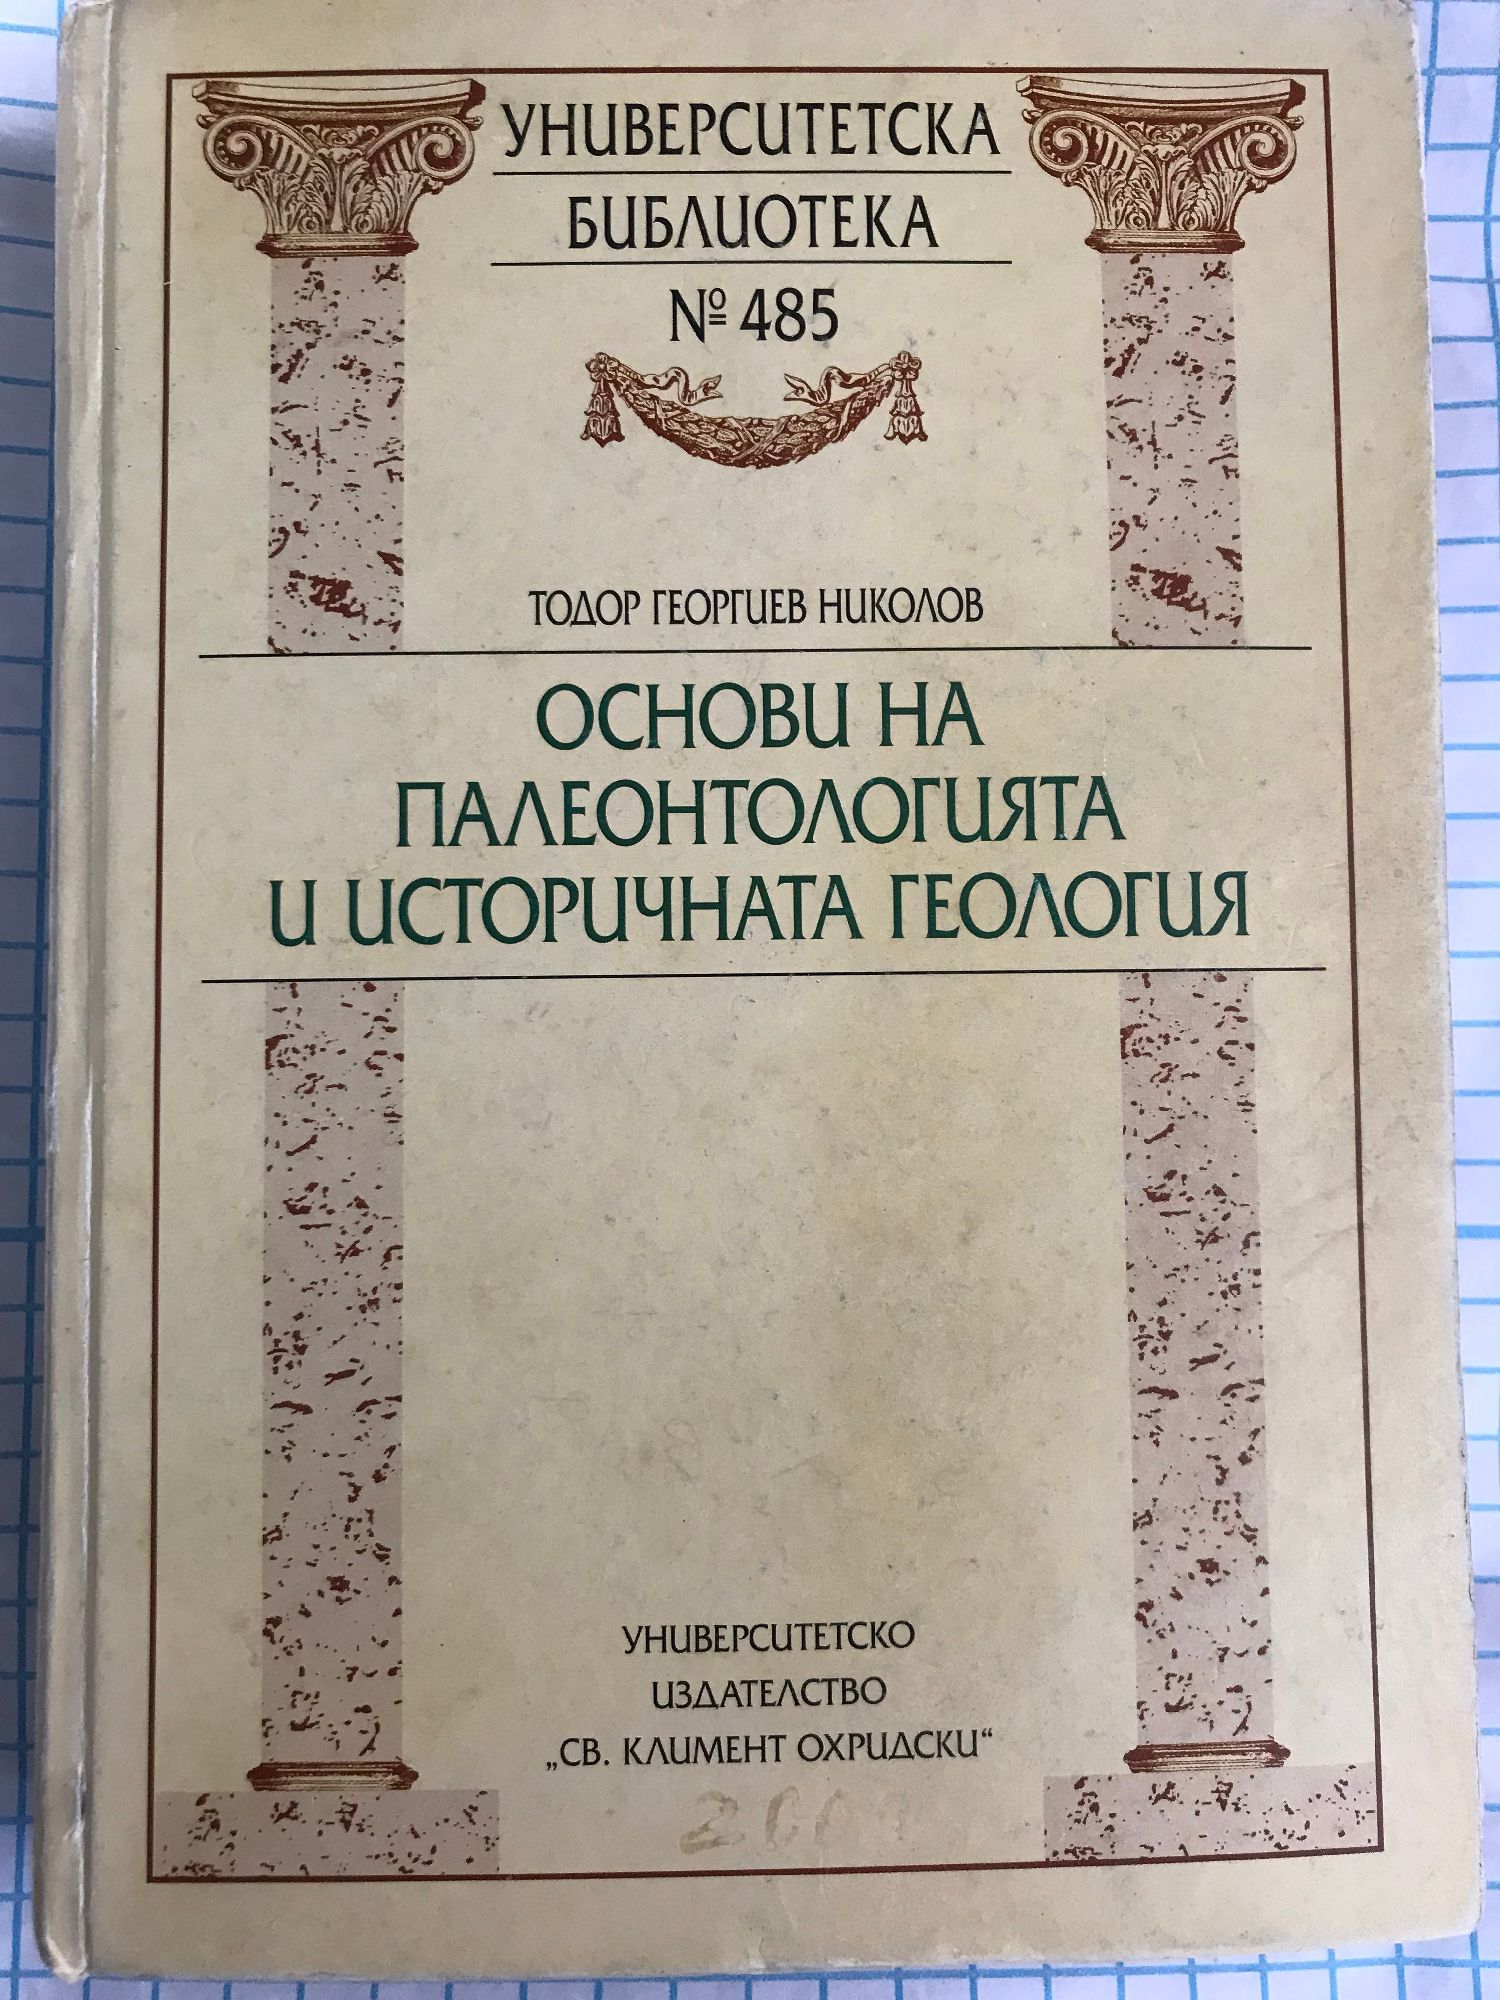 УНИВЕРСИТЕТСКА
БИБЛИОТЕКА
№ 485
ТОДОР ГЕОРГИЕВ НИКОЛОВ
ОСНОВИ НА
ПАЛЕОНТОЛОГИЯТА
И ИСТОРИЧНАТА ГЕОЛОГИЯ
УНИВЕРСИТЕТСКО
ИЗДАТЕЛСТВО
„СВ. КЛИМЕНТ ОХРИДСКИ“